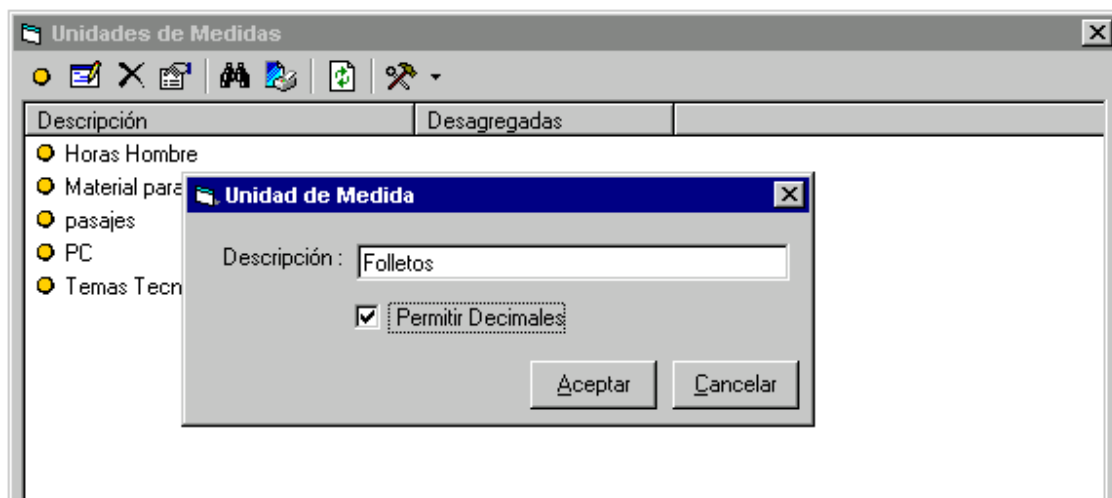 Unidades de Medidas
Descripción Desagregadas
Horas Hombre
Material para
pasajes
PC
Temas Tecn
Unidad de Medida
Descripción : Folletos
Permitir Decimales
Aceptar Cancelar